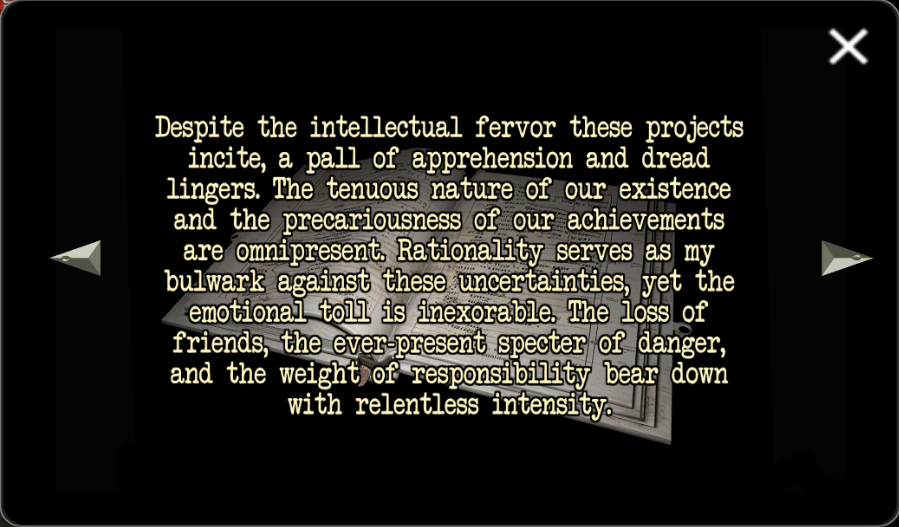 Despite the intellectual fervor these projects
incite, a pall of apprehension and dread
lingers. The tenuous nature of our existence
and the precariousness of our achievements
are omnipresent. Rationality serves as my
bulwark against these uncertainties, yet the
emotional toll is inexorable. The loss of
friends, the ever-present specter of danger,
and the weight of responsibility bear down
with relentless intensity.